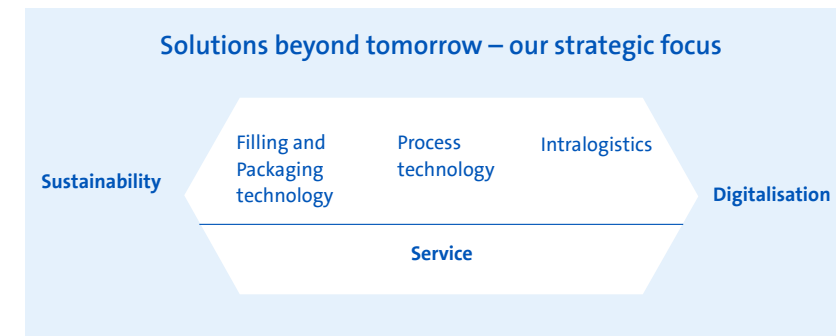 Solutions beyond tomorrow – our strategic focus
Sustainability
Filling and
Packaging
technology
Process
technology
Intralogistics
Digitalisation
Service